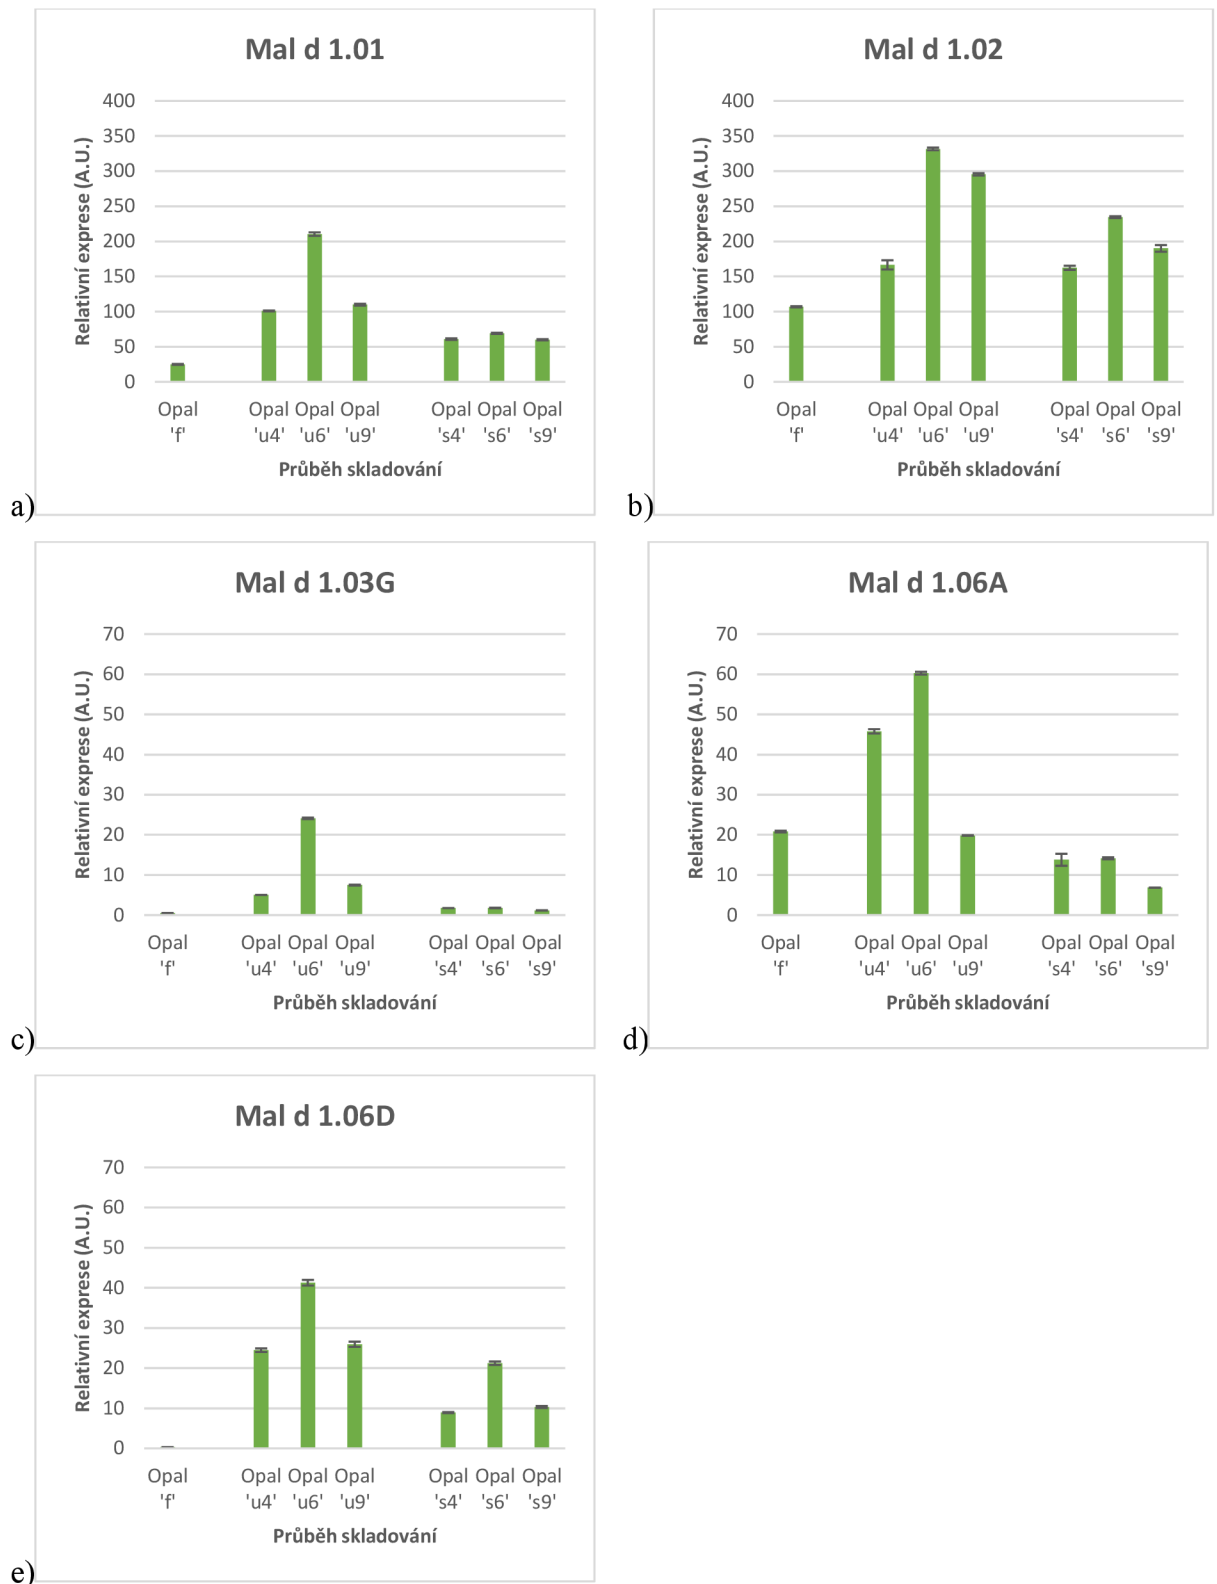 Mal d 1.01
Relativní exprese (A.U.)
400
350
300
250
200
150
100
50
0
Opal Opal Opal Opal Opal Opal Opal
'f' 'u4' 'u6' 'u9' 's4' 's6' 's9'
Průběh skladování
a)
Mal d 1.02
Relativní exprese (A.U.)
400
350
300
250
200
150
100
50
0
Opal Opal Opal Opal Opal Opal Opal
'f' 'u4' 'u6' 'u9' 's4' 's6' 's9'
Průběh skladování
b)
Mal d 1.03G
Relativní exprese (A.U.)
70
60
50
40
30
20
10
0
Opal Opal Opal Opal Opal Opal Opal
'f' 'u4' 'u6' 'u9' 's4' 's6' 's9'
Průběh skladování
c)
Mal d 1.06A
Relativní exprese (A.U.)
70
60
50
40
30
20
10
0
Opal Opal Opal Opal Opal Opal Opal
'f' 'u4' 'u6' 'u9' 's4' 's6' 's9'
Průběh skladování
d)
Mal d 1.06D
Relativní exprese (A.U.)
70
60
50
40
30
20
10
0
Opal Opal Opal Opal Opal Opal Opal
'f' 'u4' 'u6' 'u9' 's4' 's6' 's9'
Průběh skladování
e)